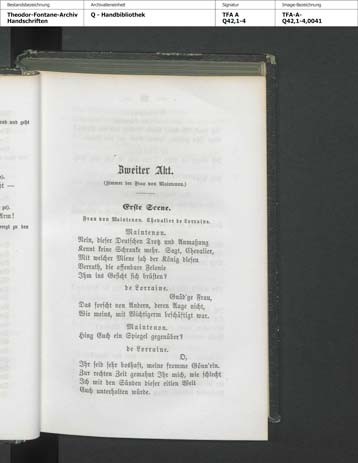 Bestandsbezeichnung
Theodor-Fontane-Archiv
Handschriften
Archivalieneinheit
Q - Handbibliothek
Signatur
TFA A
Q42,1-4
Image-Bezeichnung
TFA-A-
Q42,1-4,0041
und geht
Arm!
Zweiter Akt.
(Zimmer der Frau von Maintenon.)
Erste Scene.
Frau von Maintenon. Chevalier de Lorraine.
Maintenon.
Nein, dieser Deutschen Trotz und Anmaßung
Kennt keine Schranke mehr. Sagt, Chevalier,
Mit welcher Miene sah der König diesen
Verrath, die offenbare Felonie
Ihm ins Gesicht sich brüsten?
de Lorraine.
Gnäd'ge Frau,
Das forscht von Andern, deren Auge nicht,
Wie meins, mit Wichtigerm beschäftigt war.
Maintenon.
Hing Euch ein Spiegel gegenüber?
de Lorraine.
O,
Ihr seid sehr boshaft, meine fromme Gönn'rin.
Zur rechten Zeit gemahnt Ihr mich, wie schlecht
Ich mit den Sünden dieser eitlen Welt
Euch unterhalten würde.